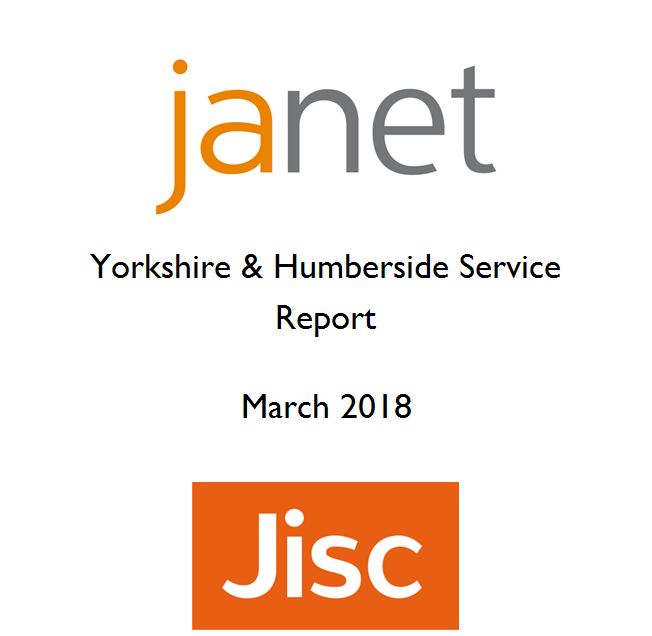 janet
Yorkshire & Humberside Service
Report
March 2018
Jisc